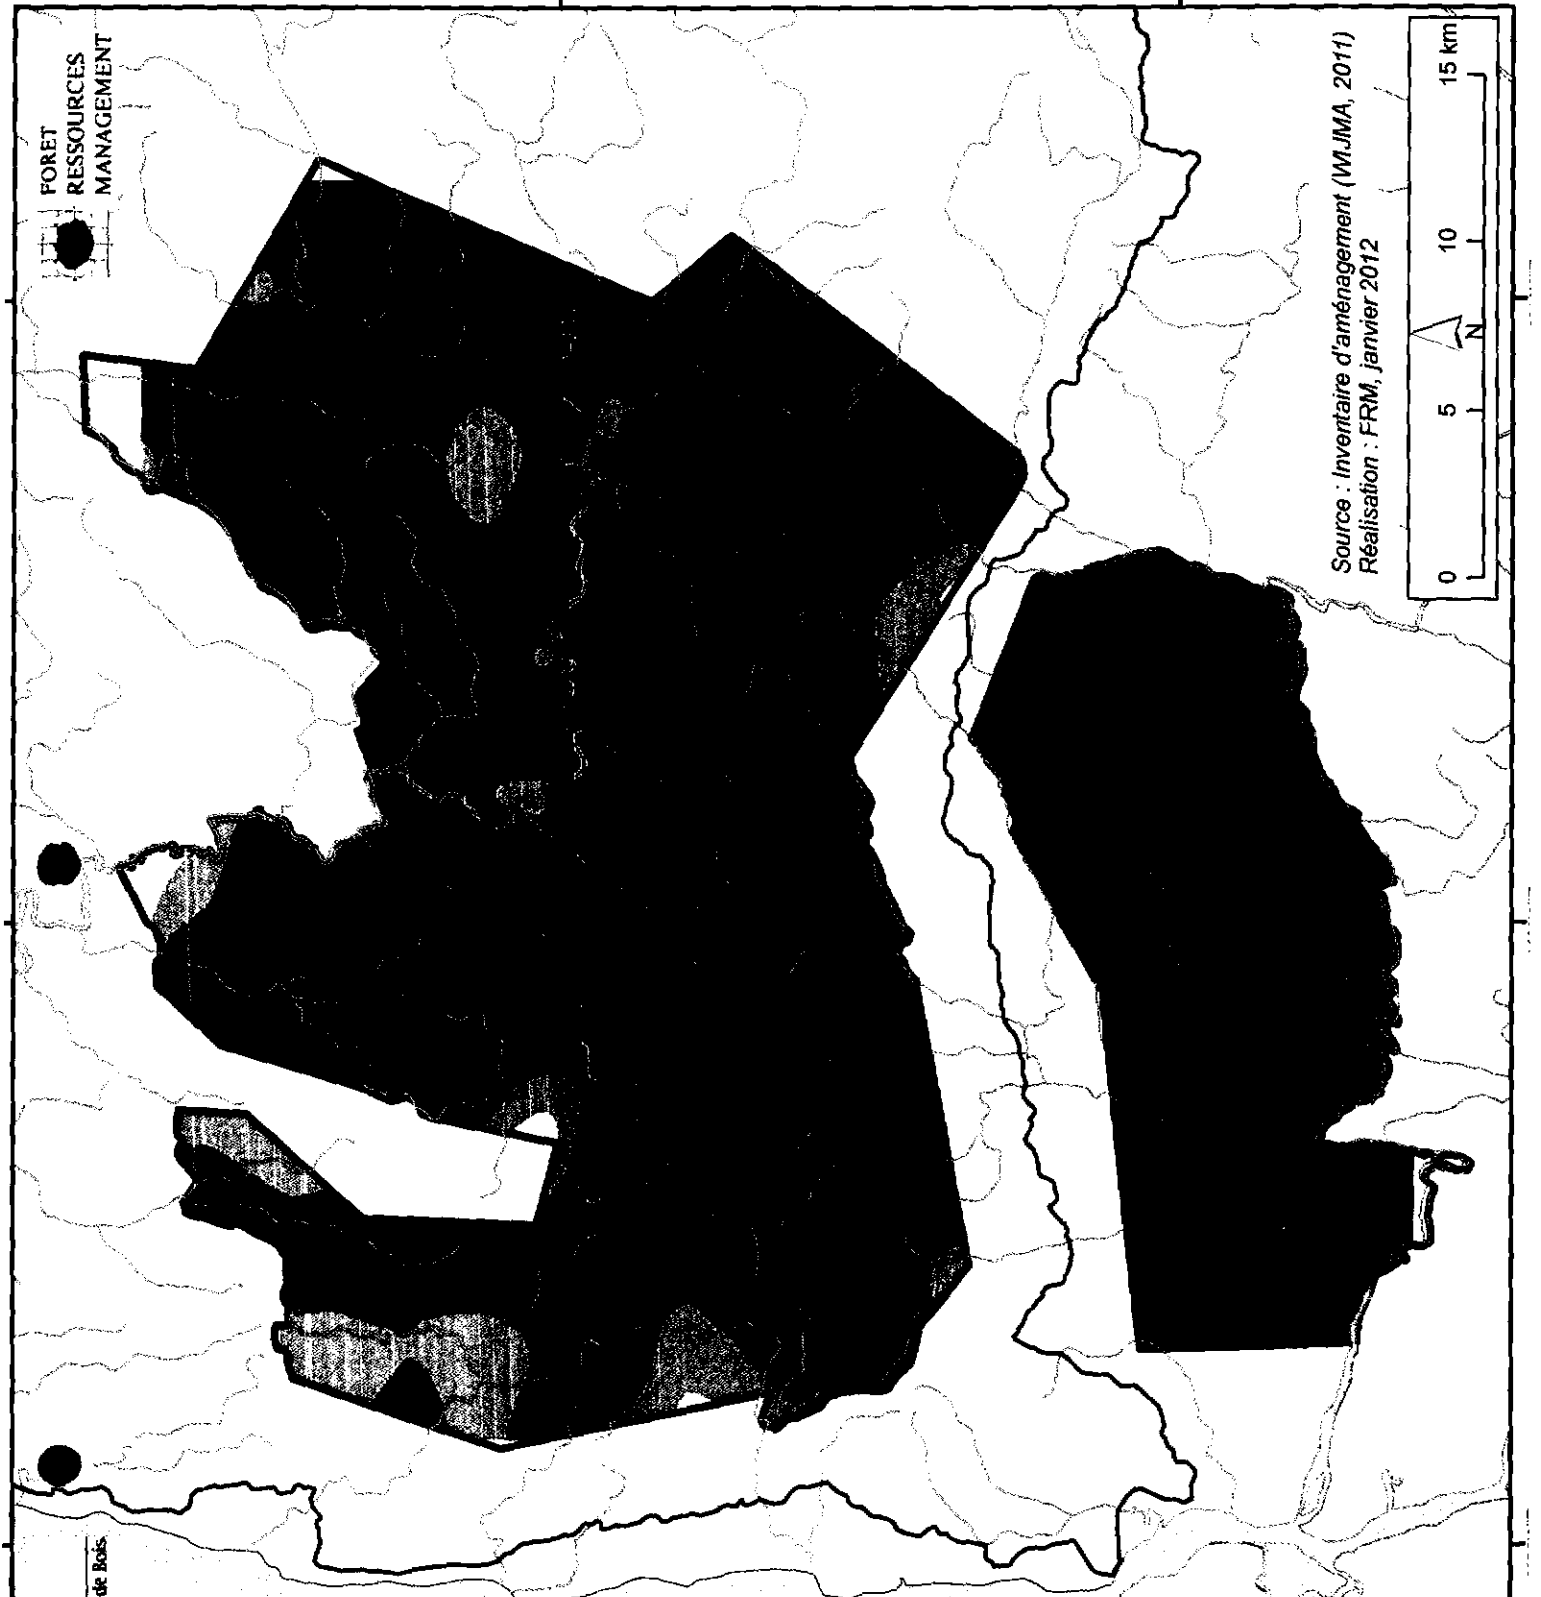 FORET
RESSOURCES
MANAGEMENT
de Bois
Source : Inventaire d'aménagement (WIJMA, 2011)
Réalisation : FRM, janvier 2012
0 5 10 15 km
N